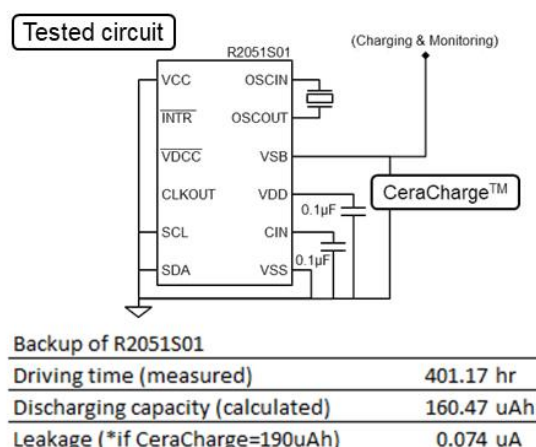 Tested circuit
(Charging & Monitoring)
R2051S01
VCC OSCIN
INTR OSCOUT
VDCC VSB
CeraCharge™
CLKOUT VDD
0.1µF
SCL CIN
0.1µF
SDA VSS
Backup of R2051S01
Driving time (measured) 401.17 hr
Discharging capacity (calculated) 160.47 uAh
Leakage (*if CeraCharge=190uAh) 0.074 uA